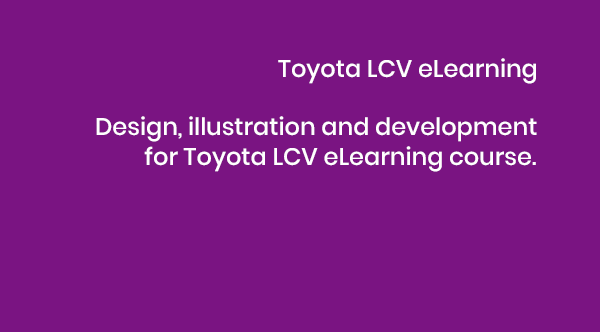 Toyota LCV eLearning
Design, illustration and development
for Toyota LCV eLearning course.